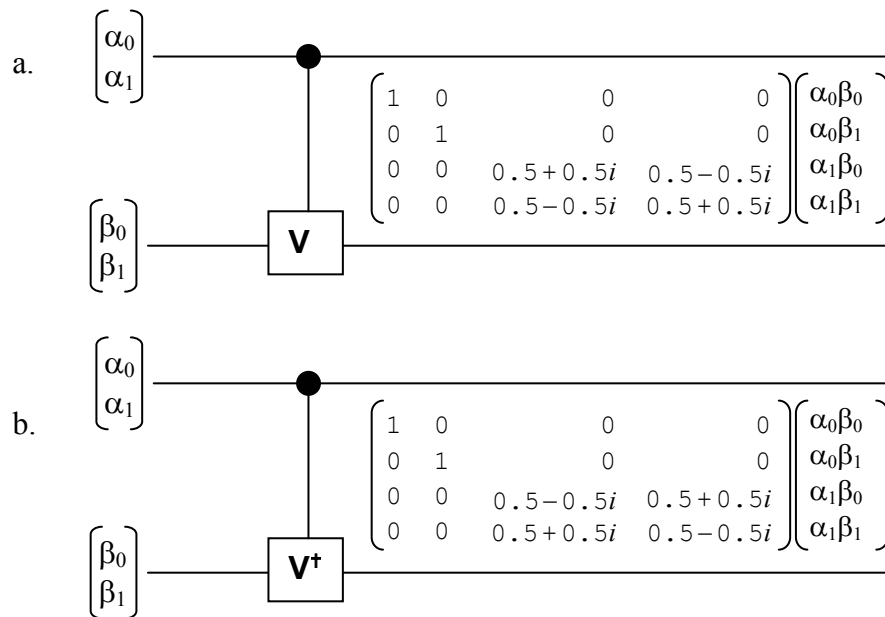 a.
α₀
α₁
1 0 0 0 α₀β₀
0 1 0 0 α₀β₁
0 0 0.5+0.5i 0.5−0.5i α₁β₀
0 0 0.5−0.5i 0.5+0.5i α₁β₁
β₀
β₁
V
b.
α₀
α₁
1 0 0 0 α₀β₀
0 1 0 0 α₀β₁
0 0 0.5−0.5i 0.5+0.5i α₁β₀
0 0 0.5+0.5i 0.5−0.5i α₁β₁
β₀
β₁
V†